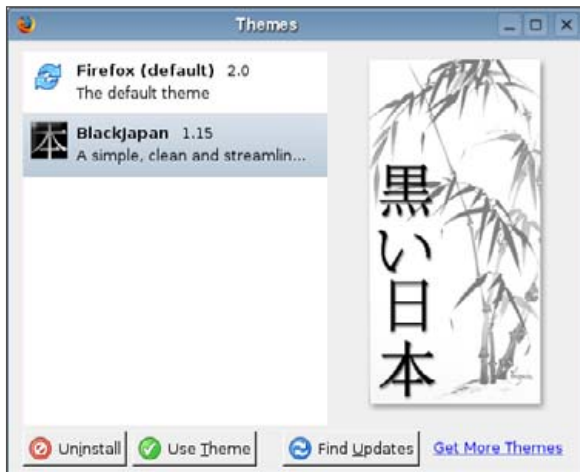 Themes
Firefox (default) 2.0
The default theme
本
BlackJapan 1.15
A simple, clean and streamlin...
黒い日本
Uninstall
Use Theme
Find Updates
Get More Themes